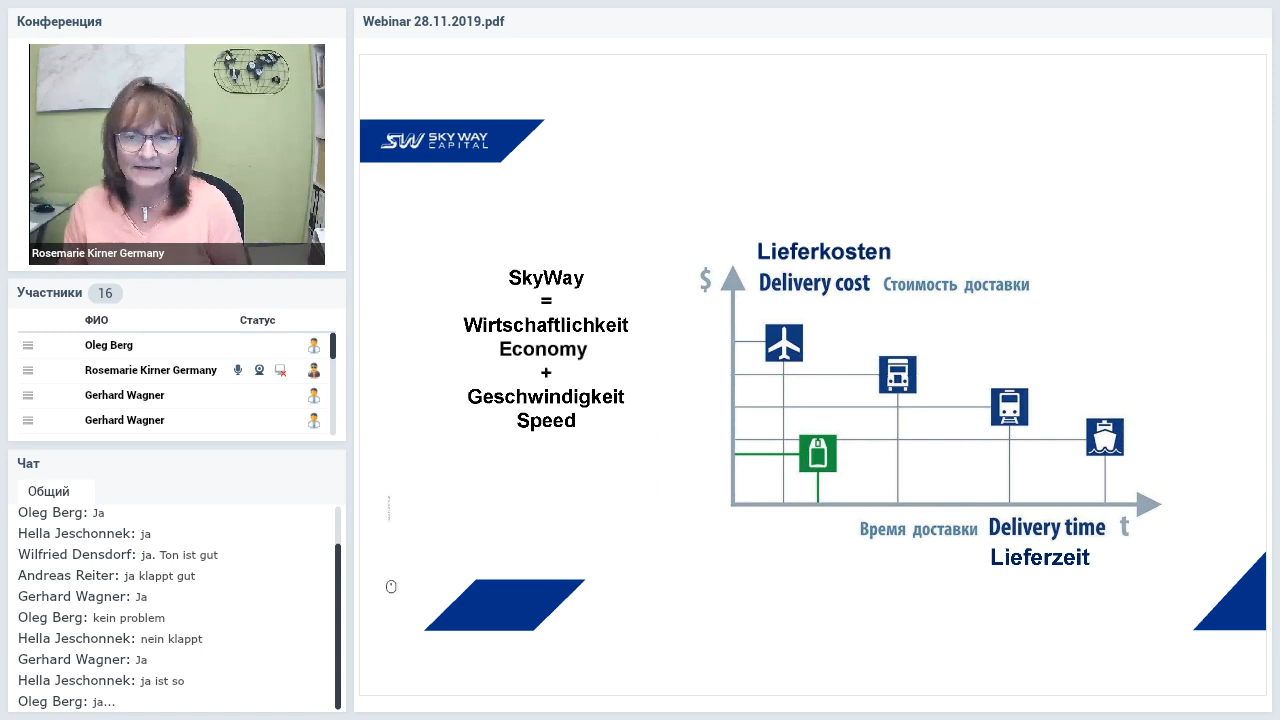 Конференция
Rosemarie Kirner Germany
Участники 16
ФИО Статус
Oleg Berg
Rosemarie Kirner Germany
Gerhard Wagner
Gerhard Wagner
Чат
Общий
Oleg Berg: Ja
Hella Jeschonnek: ja
Wilfried Densdorf: ja. Ton ist gut
Andreas Reiter: ja klappt gut
Gerhard Wagner: Ja
Oleg Berg: kein problem
Hella Jeschonnek: nein klappt
Gerhard Wagner: Ja
Hella Jeschonnek: ja ist so
Oleg Berg: ja...
Webinar 28.11.2019.pdf
SW SKY WAY
CAPITAL
SkyWay
=
Wirtschaftlichkeit
Economy
+
Geschwindigkeit
Speed
Lieferkosten
$ Delivery cost Стоимость доставки
Время доставки Delivery time t
Lieferzeit